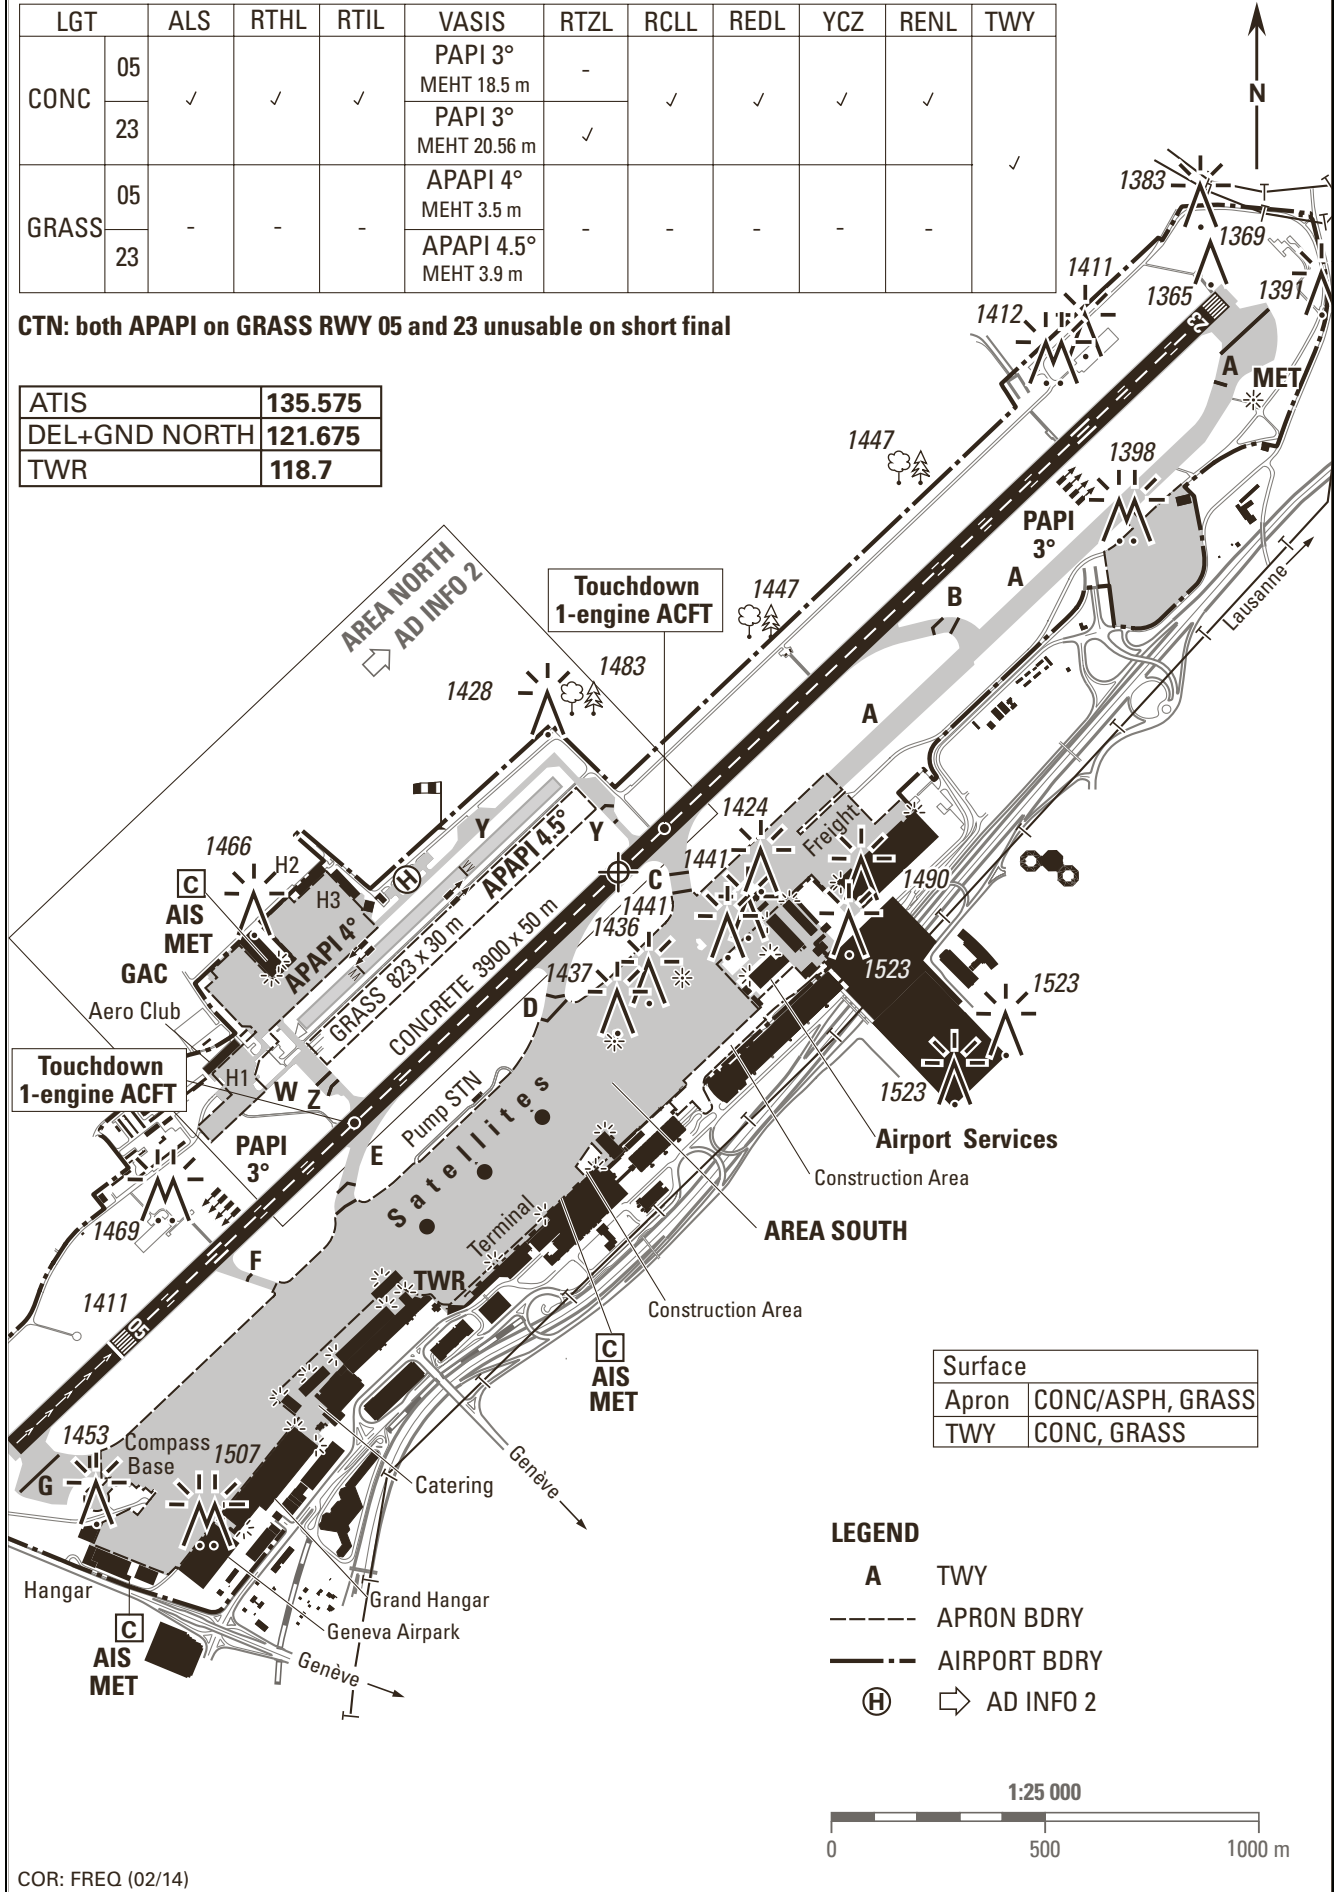 LGT ALS RTHL RTIL VASIS RTZL RCLL REDL YCZ RENL TWY
CONC 05 ✓ ✓ ✓ PAPI 3° MEHT 18.5 m - ✓ ✓ ✓ ✓ ✓
23 PAPI 3° MEHT 20.56 m ✓
GRASS 05 - - - APAPI 4° MEHT 3.5 m - - - - -
23 APAPI 4.5° MEHT 3.9 m
CTN: both APAPI on GRASS RWY 05 and 23 unusable on short final
ATIS 135.575
DEL+GND NORTH 121.675
TWR 118.7
N
1383
1369
1411
1365
1391
1412
23
A
MET
1447
1398
PAPI
3°
A
B
Lausanne
AREA NORTH
AD INFO 2
Touchdown
1-engine ACFT
1447
1483
1428
A
Y
Y
APAPI 4.5°
1424
Freight
1466
H2
H3
H
C
AIS
MET
GAC
1441
C
1441
1436
1490
APAPI 4°
GRASS 823 x 30 m
CONCRETE 3900 x 50 m
1437
D
1523
1523
1523
Aero Club
Touchdown
1-engine ACFT
H1
W
Z
Pump STN
Satellites
E
PAPI
3°
Airport Services
Construction Area
AREA SOUTH
1469
Terminal
F
TWR
Construction Area
1411
05
C
AIS
MET
Surface
Apron CONC/ASPH, GRASS
TWY CONC, GRASS
1453
Compass
Base
1507
G
Catering
Genève
Hangar
Grand Hangar
Geneva Airpark
C
AIS
MET
Genève
LEGEND
A TWY
APRON BDRY
AIRPORT BDRY
H AD INFO 2
1:25 000
0 500 1000 m
COR: FREQ (02/14)